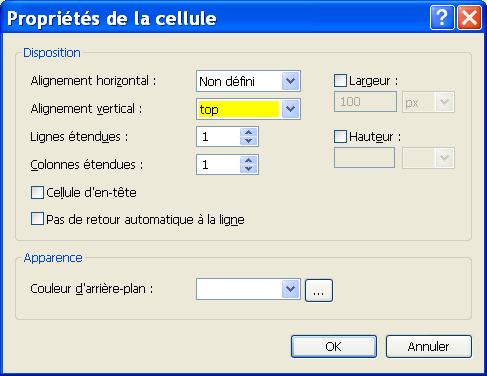 Propriétés de la cellule
Disposition
Alignement horizontal : Non défini
Largeur :
Alignement vertical : top
100 px
Lignes étendues : 1
Hauteur :
Colonnes étendues : 1
Cellule d'en-tête
Pas de retour automatique à la ligne
Apparence
Couleur d'arrière-plan :
...
OK Annuler